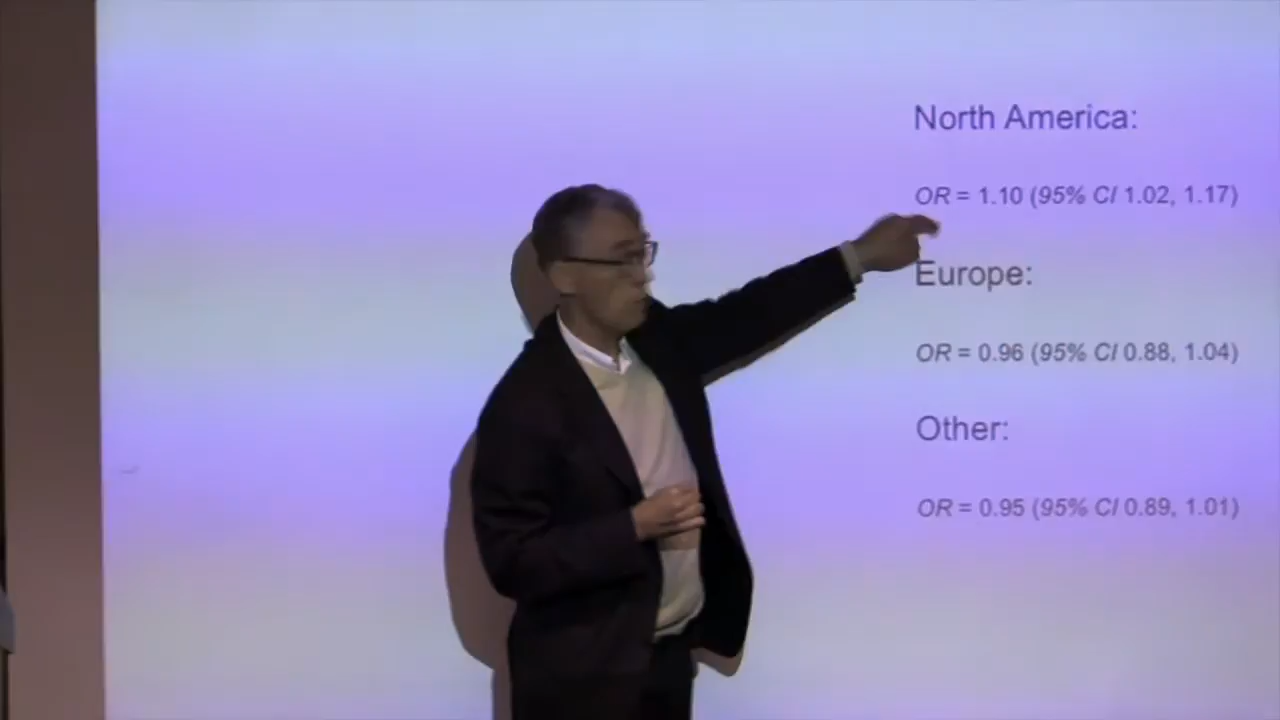 North America:
OR = 1.10 (95% CI 1.02, 1.17)
Europe:
OR = 0.96 (95% CI 0.88, 1.04)
Other:
OR = 0.95 (95% CI 0.89, 1.01)